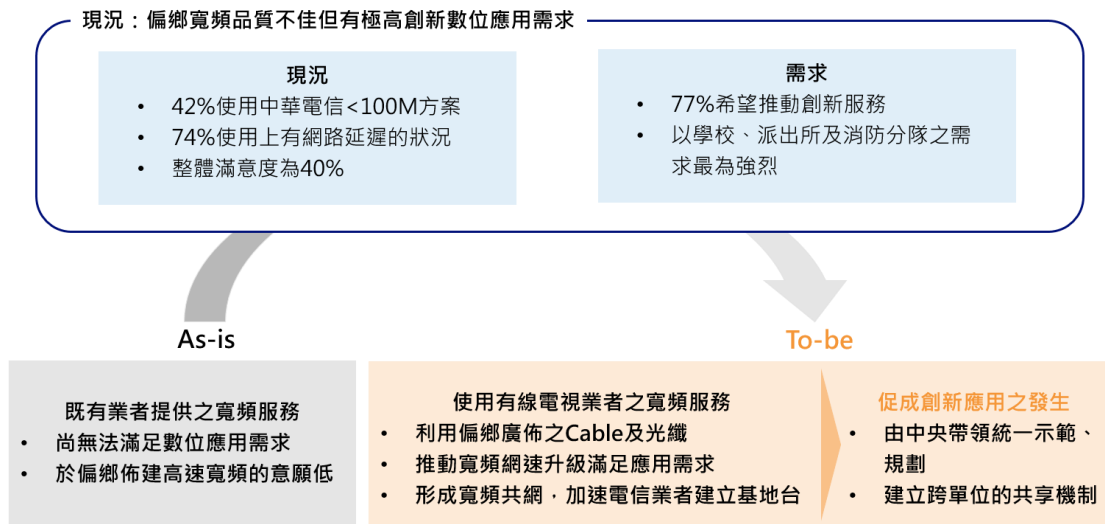 現況：偏鄉寬頻品質不佳但有極高創新數位應用需求
現況
• 42%使用中華電信<100M方案
• 74%使用上有網路延遲的狀況
• 整體滿意度為40%
需求
• 77%希望推動創新服務
• 以學校、派出所及消防分隊之需
求最為強烈
As-is
To-be
既有業者提供之寬頻服務
• 尚無法滿足數位應用需求
• 於偏鄉佈建高速寬頻的意願低
使用有線電視業者之寬頻服務
• 利用偏鄉廣佈之Cable及光纖
• 推動寬頻網速升級滿足應用需求
• 形成寬頻共網，加速電信業者建立基地台
促成創新應用之發生
• 由中央帶領統一示範、
規劃
• 建立跨單位的共享機制